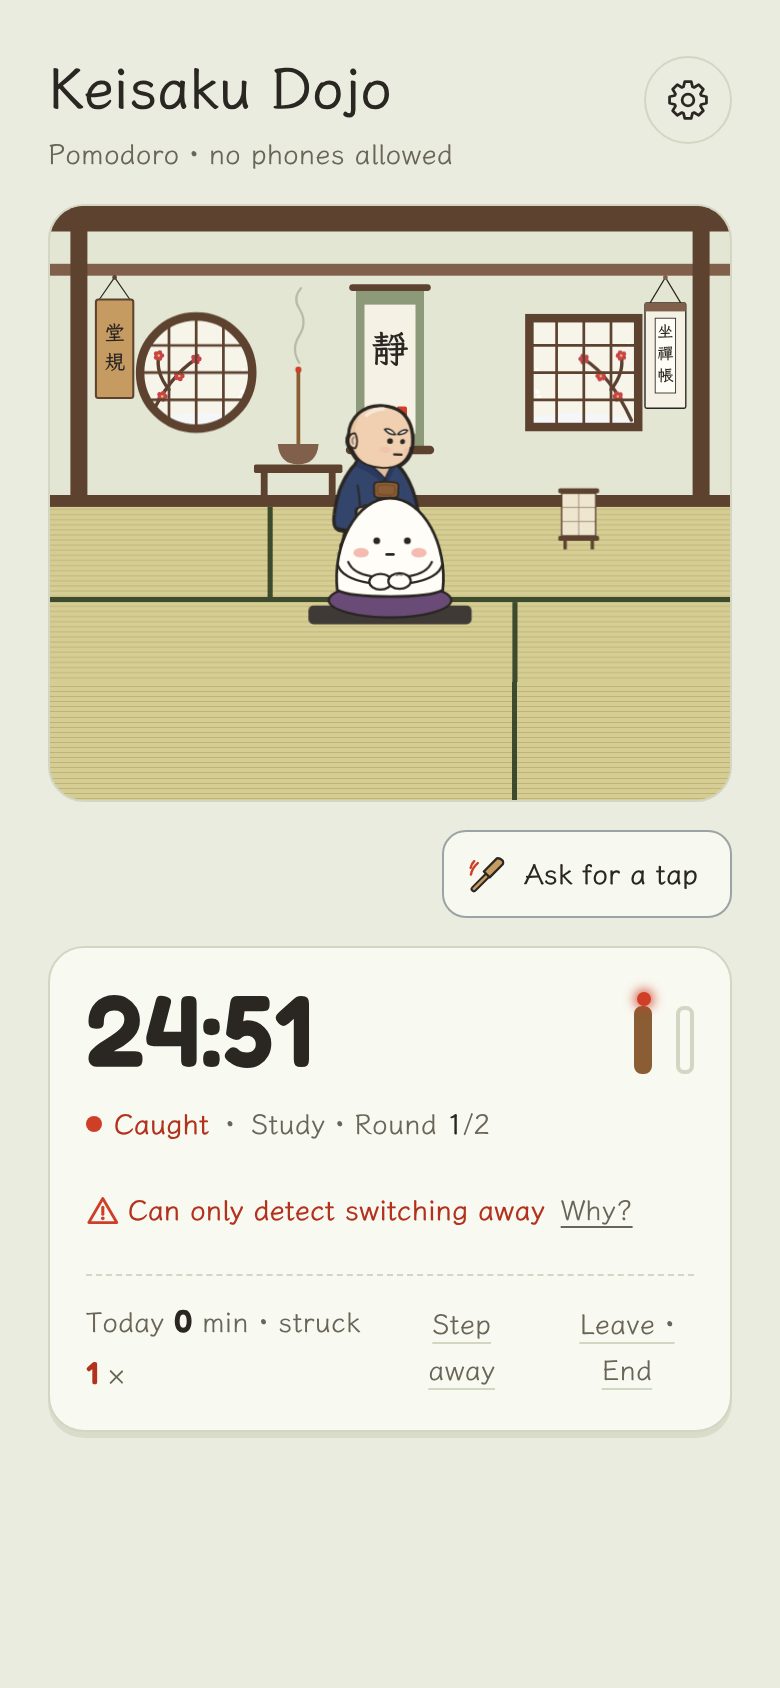 Keisaku Dojo
Pomodoro • no phones allowed
堂規
靜
坐禪帳
Ask for a tap
24:51
Caught • Study • Round 1/2
Can only detect switching away Why?
Today 0 min • struck 1 ×
Step away
Leave • End